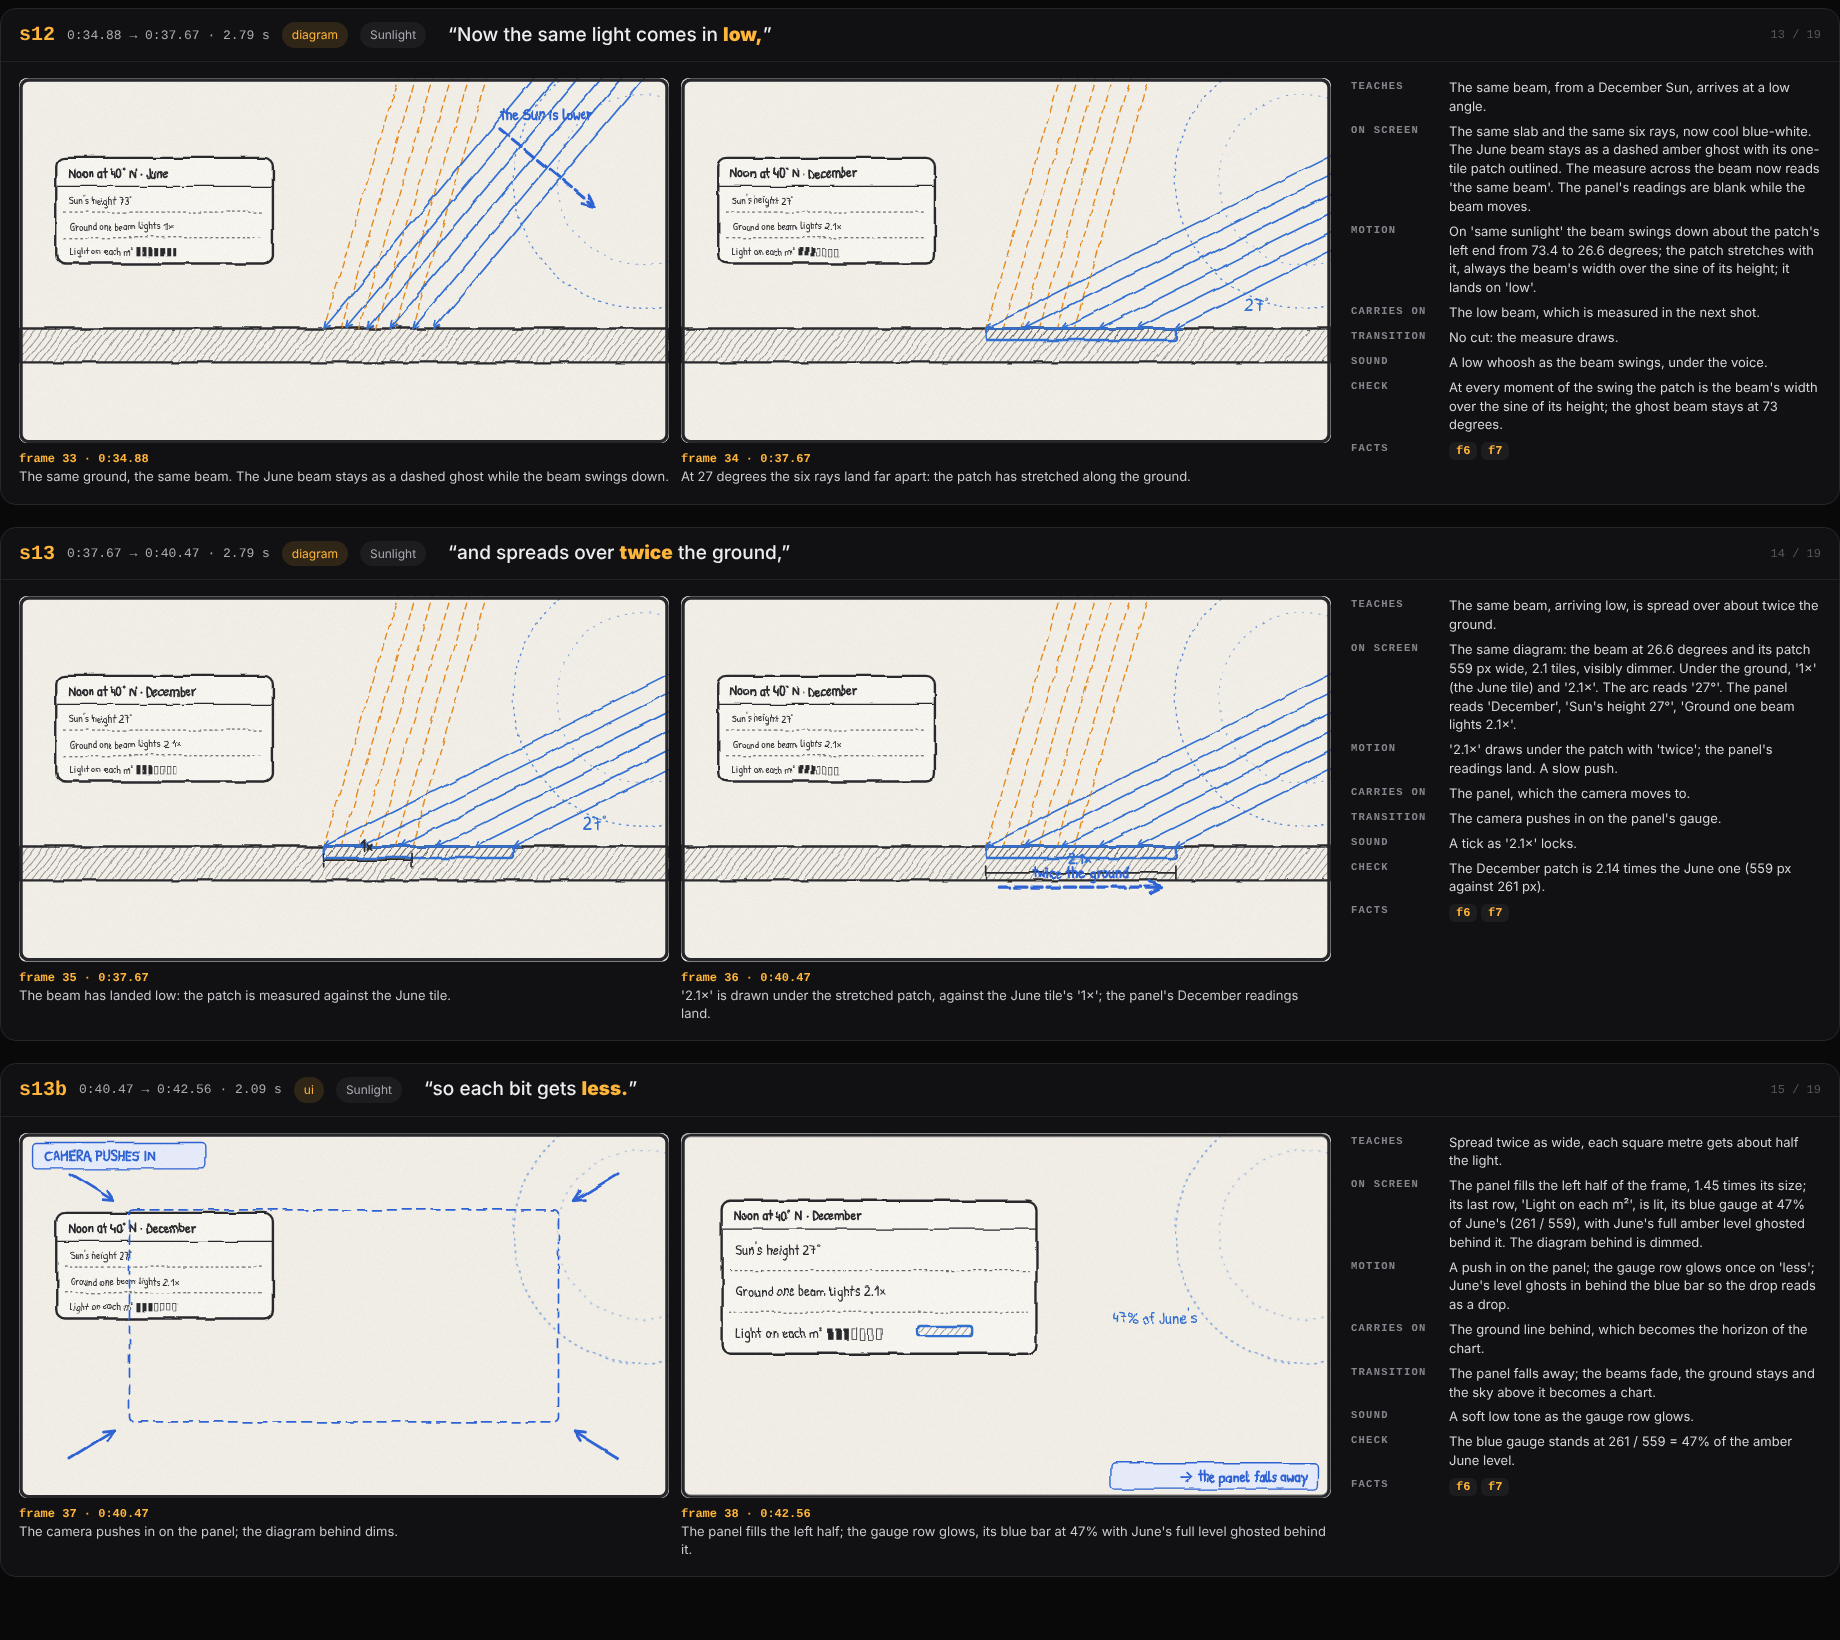 s12 0:34.88 → 0:37.67 · 2.79 s diagram Sunlight “Now the same light comes in low,” 13 / 19
the Sun is lower
Noon at 40° N · June
Sun's height 73°
Ground one beam lights 1×
Light on each m²
Noon at 40° N · December
Sun's height 27°
Ground one beam lights 2.1×
Light on each m²
27°
frame 33 · 0:34.88
The same ground, the same beam. The June beam stays as a dashed ghost while the beam swings down.
frame 34 · 0:37.67
At 27 degrees the six rays land far apart: the patch has stretched along the ground.
TEACHES The same beam, from a December Sun, arrives at a low
angle.
ON SCREEN The same slab and the same six rays, now cool blue-white.
The June beam stays as a dashed amber ghost with its one-
tile patch outlined. The measure across the beam now reads
'the same beam'. The panel's readings are blank while the
beam moves.
MOTION On 'same sunlight' the beam swings down about the patch's
left end from 73.4 to 26.6 degrees; the patch stretches with
it, always the beam's width over the sine of its height; it
lands on 'low'.
CARRIES ON The low beam, which is measured in the next shot.
TRANSITION No cut: the measure draws.
SOUND A low whoosh as the beam swings, under the voice.
CHECK At every moment of the swing the patch is the beam's width
over the sine of its height; the ghost beam stays at 73
degrees.
FACTS f6 f7
s13 0:37.67 → 0:40.47 · 2.79 s diagram Sunlight “and spreads over twice the ground,” 14 / 19
Noon at 40° N · December
Sun's height 27°
Ground one beam lights 2.1×
Light on each m²
27°
1×
Noon at 40° N · December
Sun's height 27°
Ground one beam lights 2.1×
Light on each m²
2.1×
twice the ground
frame 35 · 0:37.67
The beam has landed low: the patch is measured against the June tile.
frame 36 · 0:40.47
'2.1×' is drawn under the stretched patch, against the June tile's '1×'; the panel's December readings
land.
TEACHES The same beam, arriving low, is spread over about twice the
ground.
ON SCREEN The same diagram: the beam at 26.6 degrees and its patch
559 px wide, 2.1 tiles, visibly dimmer. Under the ground, '1×'
(the June tile) and '2.1×'. The arc reads '27°'. The panel
reads 'December', 'Sun's height 27°', 'Ground one beam
lights 2.1×'.
MOTION '2.1×' draws under the patch with 'twice'; the panel's
readings land. A slow push.
CARRIES ON The panel, which the camera moves to.
TRANSITION The camera pushes in on the panel's gauge.
SOUND A tick as '2.1×' locks.
CHECK The December patch is 2.14 times the June one (559 px
against 261 px).
FACTS f6 f7
s13b 0:40.47 → 0:42.56 · 2.09 s ui Sunlight “so each bit gets less.” 15 / 19
CAMERA PUSHES IN
Noon at 40° N · December
Sun's height 27°
Ground one beam lights 2.1×
Light on each m²
Noon at 40° N · December
Sun's height 27°
Ground one beam lights 2.1×
Light on each m²
47% of June's
→ the panel falls away
frame 37 · 0:40.47
The camera pushes in on the panel; the diagram behind dims.
frame 38 · 0:42.56
The panel fills the left half; the gauge row glows, its blue bar at 47% with June's full level ghosted behind
it.
TEACHES Spread twice as wide, each square metre gets about half
the light.
ON SCREEN The panel fills the left half of the frame, 1.45 times its size;
its last row, 'Light on each m²', is lit, its blue gauge at 47%
of June's (261 / 559), with June's full amber level ghosted
behind it. The diagram behind is dimmed.
MOTION A push in on the panel; the gauge row glows once on 'less';
June's level ghosts in behind the blue bar so the drop reads
as a drop.
CARRIES ON The ground line behind, which becomes the horizon of the
chart.
TRANSITION The panel falls away; the beams fade, the ground stays and
the sky above it becomes a chart.
SOUND A soft low tone as the gauge row glows.
CHECK The blue gauge stands at 261 / 559 = 47% of the amber
June level.
FACTS f6 f7